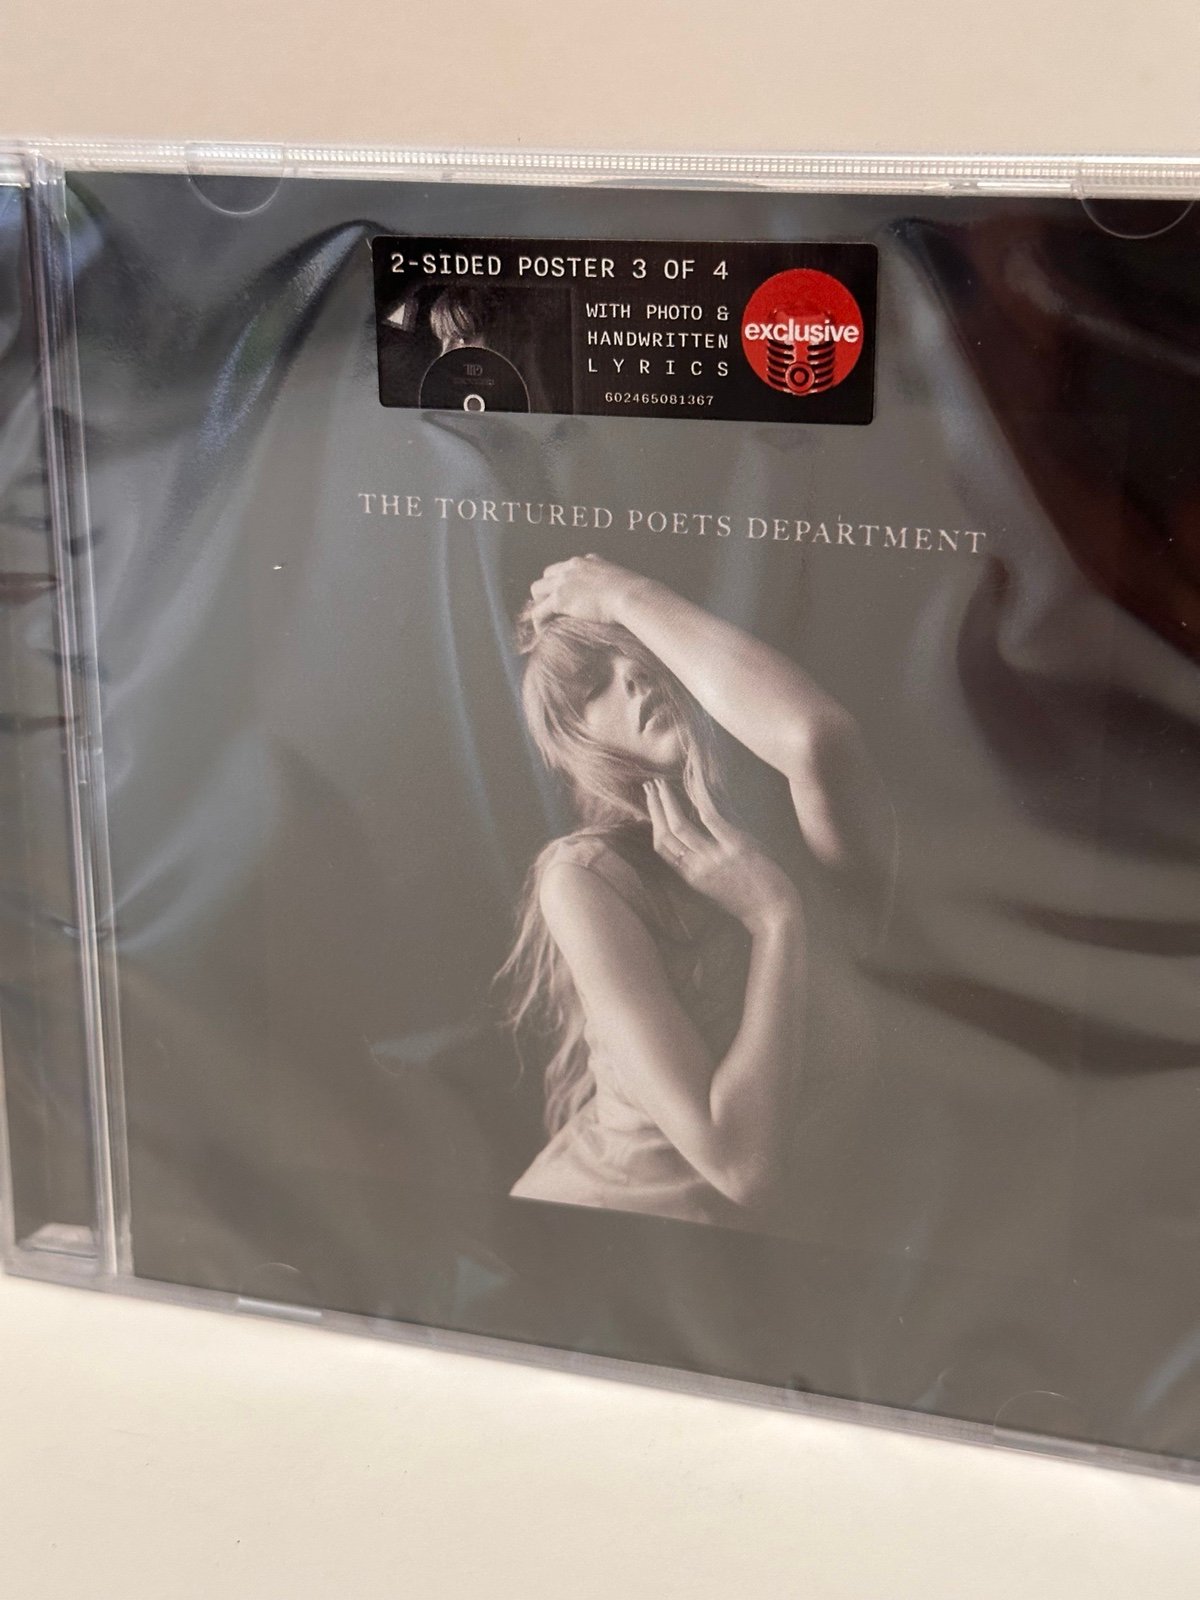 2-SIDED POSTER 3 OF 4
WITH PHOTO &
HANDWRITTEN
LYRICS
602465081367
exclusive
THE TORTURED POETS DEPARTMENT